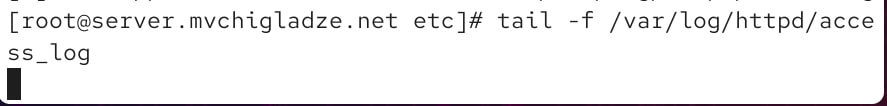 [root@server.mvchigladze.net etc]# tail -f /var/log/httpd/acce
ss_log